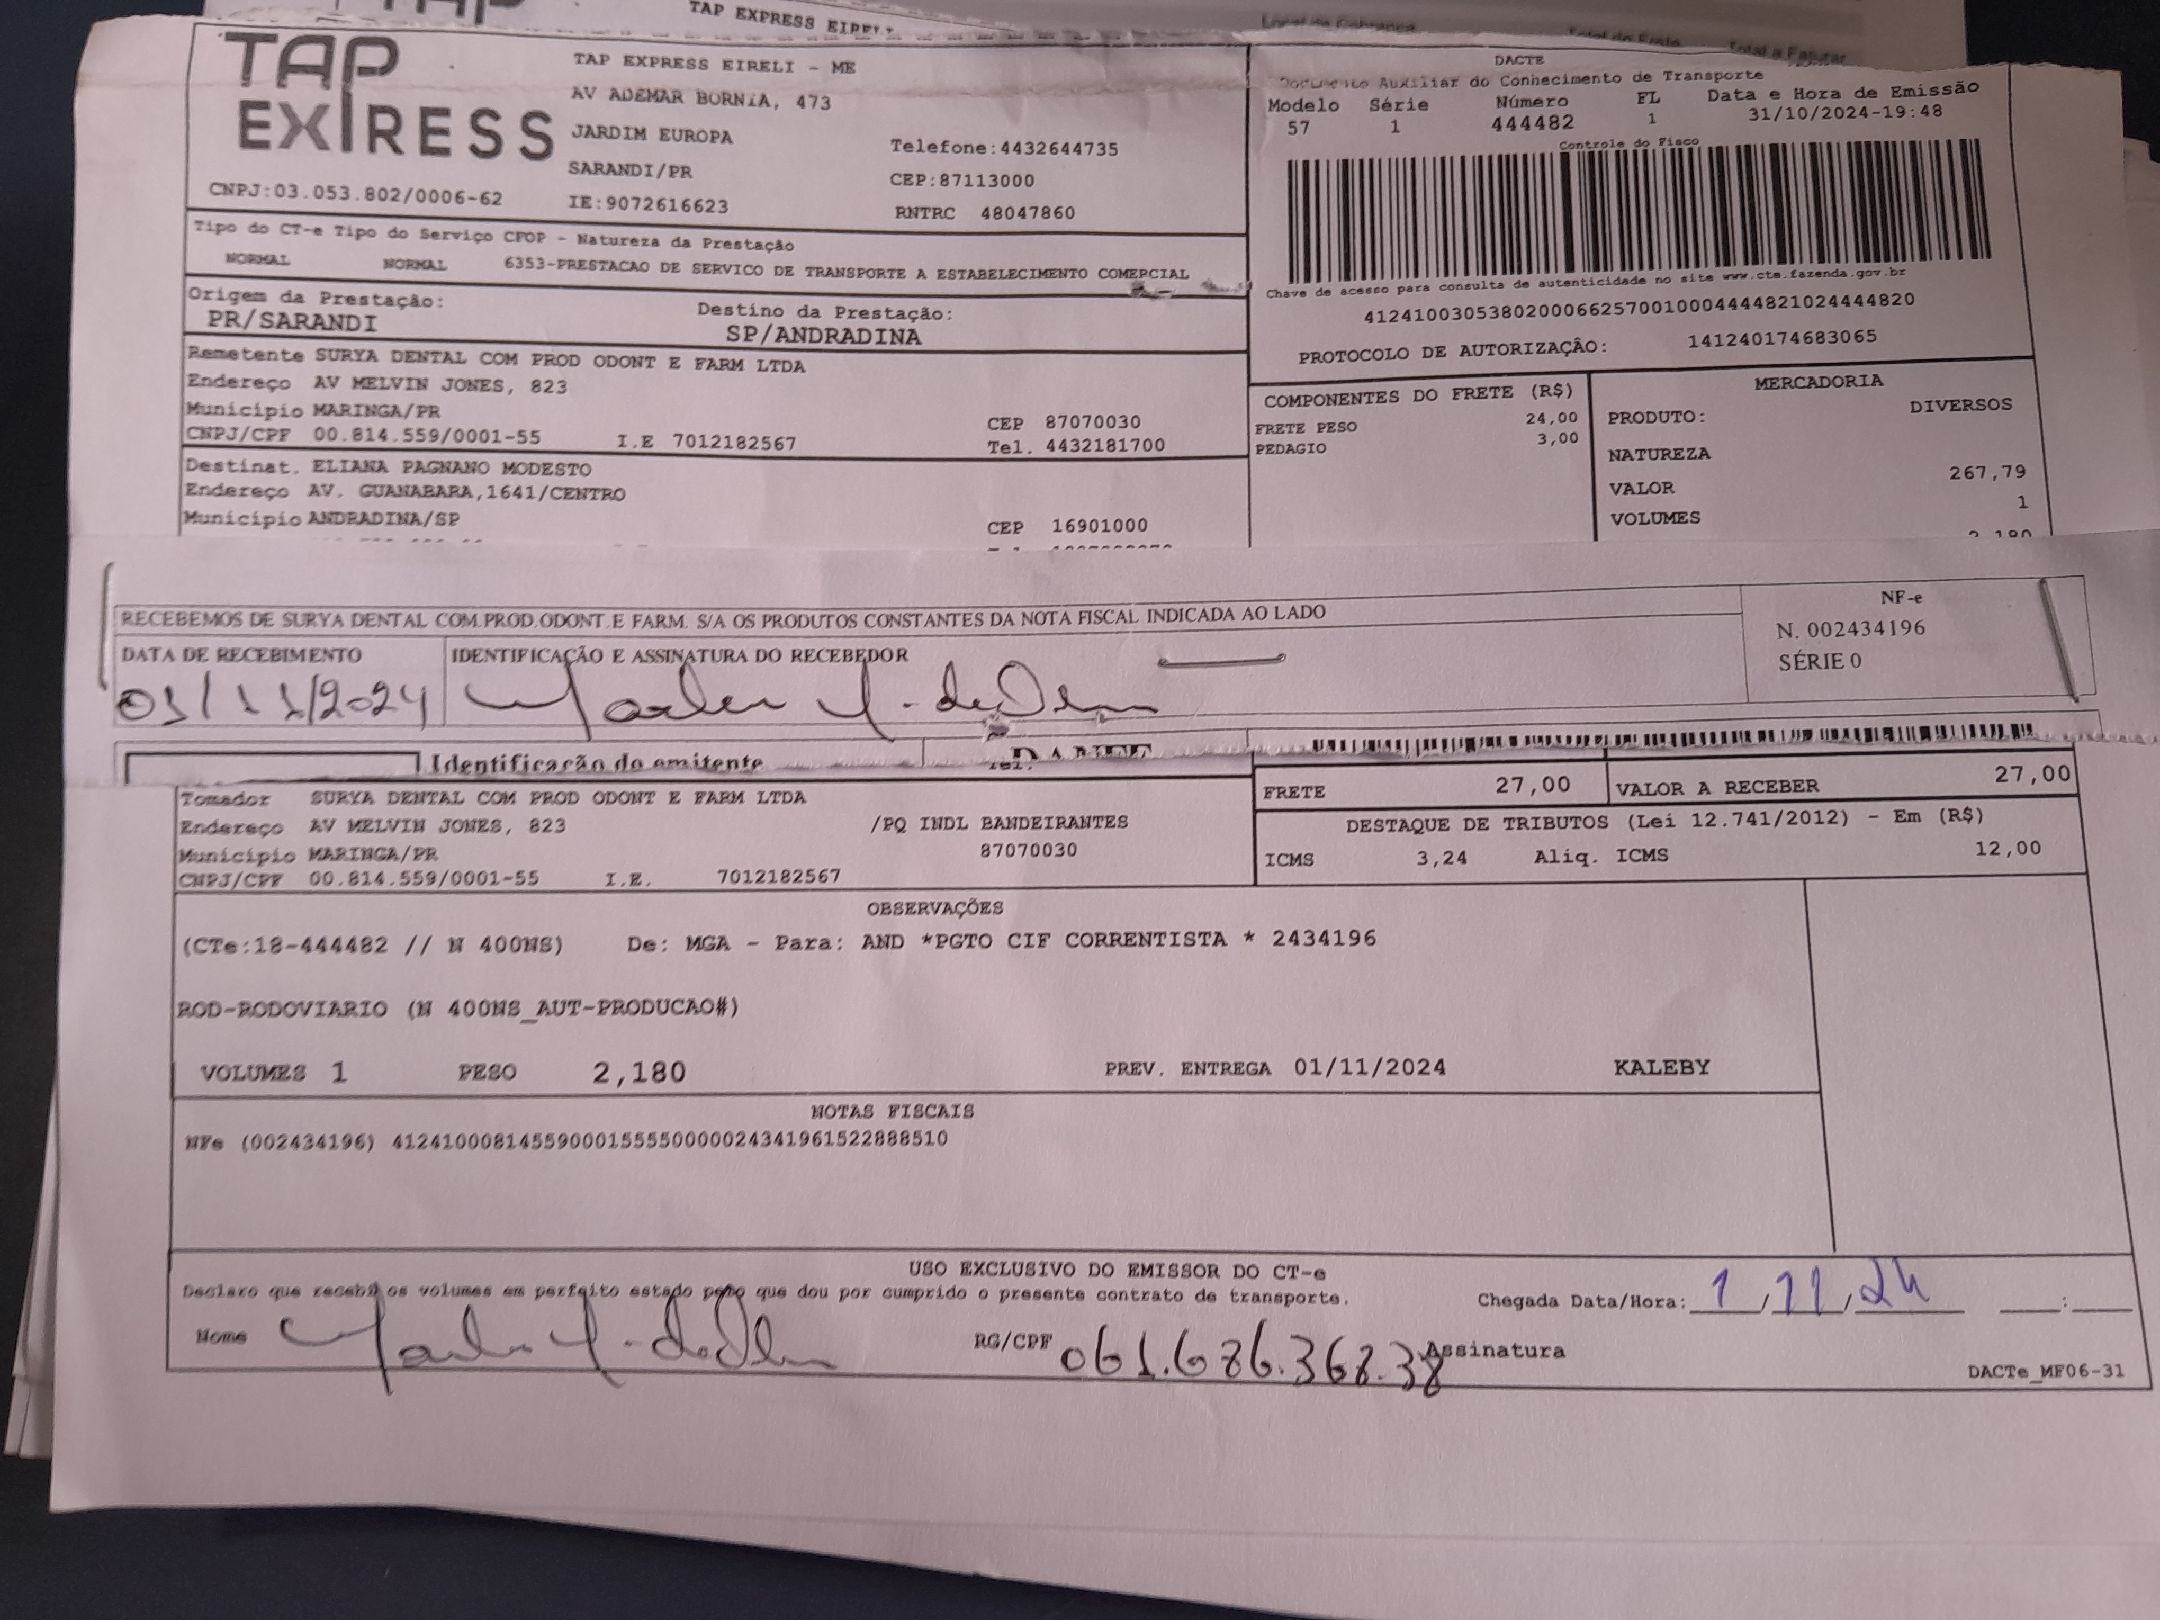 TAP EXPRESS EIRELI
TAP EXPRESS
TAP EXPRESS EIRELI - ME
AV ADEMAR BORNIA, 473
JARDIM EUROPA
Telefone:4432644735
SARANDI/PR
CEP:87113000
CNPJ:03.053.802/0006-62
IE:9072616623
RNTRC 48047860
DACTE
Documento Auxiliar do Conhecimento de Transporte
Modelo Série Número FL Data e Hora de Emissão
57 1 444482 1 31/10/2024-19:48
Controle do Fisco
Chave de acesso para consulta de autenticidade no site www.cte.fazenda.gov.br
41241003053802000662570010004444821024444820
PROTOCOLO DE AUTORIZAÇÃO: 141240174683065
Tipo do CT-e Tipo do Serviço CFOP - Natureza da Prestação
NORMAL NORMAL 6353-PRESTACAO DE SERVICO DE TRANSPORTE A ESTABELECIMENTO COMERCIAL
Origem da Prestação: Destino da Prestação:
PR/SARANDI SP/ANDRADINA
Remetente SURYA DENTAL COM PROD ODONT E FARM LTDA
Endereço AV MELVIN JONES, 823
Município MARINGA/PR CEP 87070030
CNPJ/CPF 00.814.559/0001-55 I.E 7012182567 Tel. 4432181700
Destinat. ELIANA PAGNANO MODESTO
Endereço AV. GUANABARA,1641/CENTRO
Município ANDRADINA/SP CEP 16901000
COMPONENTES DO FRETE (R$)
FRETE PESO 24,00
PEDAGIO 3,00
MERCADORIA
PRODUTO: DIVERSOS
NATUREZA
VALOR 267,79
VOLUMES 1
2,180
RECEBEMOS DE SURYA DENTAL COM.PROD.ODONT.E FARM. S/A OS PRODUTOS CONSTANTES DA NOTA FISCAL INDICADA AO LADO
NF-e
N. 002434196
SÉRIE 0
DATA DE RECEBIMENTO IDENTIFICAÇÃO E ASSINATURA DO RECEBEDOR
01/11/2024
Identificação do emitente DANFE
Tomador SURYA DENTAL COM PROD ODONT E FARM LTDA
Endereço AV MELVIN JONES, 823 /PQ INDL BANDEIRANTES
Município MARINGA/PR 87070030
CNPJ/CPF 00.814.559/0001-55 I.E. 7012182567
FRETE 27,00 VALOR A RECEBER 27,00
DESTAQUE DE TRIBUTOS (Lei 12.741/2012) - Em (R$)
ICMS 3,24 Aliq. ICMS 12,00
OBSERVAÇÕES
(CTe:18-444482 // N 400NS) De: MGA - Para: AND *PGTO CIF CORRENTISTA * 2434196
ROD-RODOVIARIO (N 400NS_AUT-PRODUCAO#)
VOLUMES 1 PESO 2,180 PREV. ENTREGA 01/11/2024 KALEBY
NOTAS FISCAIS
NFe (002434196) 41241000814559000155550000024341961522888510
USO EXCLUSIVO DO EMISSOR DO CT-e
Declaro que recebi os volumes em perfeito estado pelo que dou por cumprido o presente contrato de transporte.
Chegada Data/Hora: 1/11/24 :
Nome RG/CPF 061.686.368.38 Assinatura
DACTe_MF06-31